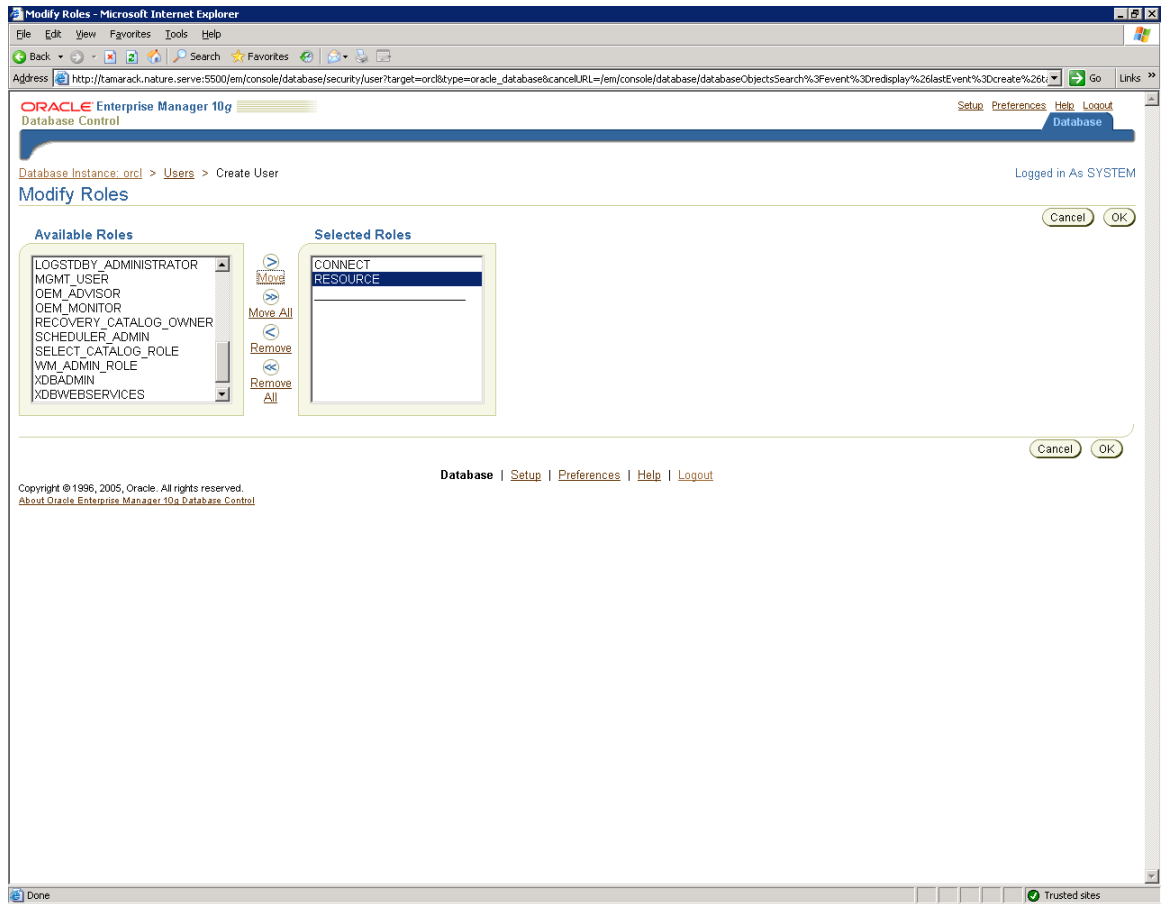 Modify Roles - Microsoft Internet Explorer
File Edit View Favorites Tools Help
Back Search Favorites
Address http://tamarack.nature.serve:5500/em/console/database/security/user?target=orcl&type=oracle_database&cancelURL=/em/console/database/databaseObjectsSearch%3Fevent%3Dredisplay%26lastEvent%3Dcreate%26t Go Links »
ORACLE Enterprise Manager 10g
Database Control
Setup Preferences Help Logout
Database
Database Instance: orcl > Users > Create User
Logged in As SYSTEM
Modify Roles
Cancel OK
Available Roles
Selected Roles
LOGSTDBY_ADMINISTRATOR
MGMT_USER
OEM_ADVISOR
OEM_MONITOR
RECOVERY_CATALOG_OWNER
SCHEDULER_ADMIN
SELECT_CATALOG_ROLE
WM_ADMIN_ROLE
XDBADMIN
XDBWEBSERVICES
Move
Move All
Remove
Remove
All
CONNECT
RESOURCE
Cancel OK
Database | Setup | Preferences | Help | Logout
Copyright © 1996, 2005, Oracle. All rights reserved.
About Oracle Enterprise Manager 10g Database Control
Done
Trusted sites